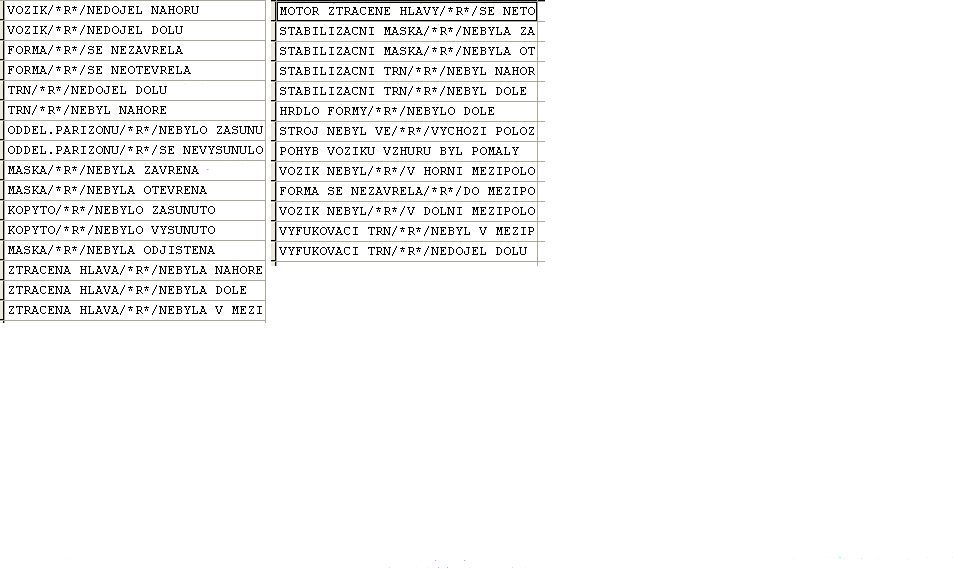 VOZIK/*R*/NEDOJEL NAHORU
VOZIK/*R*/NEDOJEL DOLU
FORMA/*R*/SE NEZAVRELA
FORMA/*R*/SE NEOTEVRELA
TRN/*R*/NEDOJEL DOLU
TRN/*R*/NEBYL NAHORE
ODDEL.PARIZONU/*R*/NEBYLO ZASUNU
ODDEL.PARIZONU/*R*/SE NEVYSUNULO
MASKA/*R*/NEBYLA ZAVRENA
MASKA/*R*/NEBYLA OTEVRENA
KOPYTO/*R*/NEBYLO ZASUNUTO
KOPYTO/*R*/NEBYLO VYSUNUTO
MASKA/*R*/NEBYLA ODJISTENA
ZTRACENA HLAVA/*R*/NEBYLA NAHORE
ZTRACENA HLAVA/*R*/NEBYLA DOLE
ZTRACENA HLAVA/*R*/NEBYLA V MEZI
MOTOR ZTRACENE HLAVY/*R*/SE NETO
STABILIZACNI MASKA/*R*/NEBYLA ZA
STABILIZACNI MASKA/*R*/NEBYLA OT
STABILIZACNI TRN/*R*/NEBYL NAHOR
STABILIZACNI TRN/*R*/NEBYL DOLE
HRDLO FORMY/*R*/NEBYLO DOLE
STROJ NEBYL VE/*R*/VYCHOZI POLOZ
POHYB VOZIKU VZHURU BYL POMALY
VOZIK NEBYL/*R*/V HORNI MEZIPOLO
FORMA SE NEZAVRELA/*R*/DO MEZIPO
VOZIK NEBYL/*R*/V DOLNI MEZIPOLO
VYFUKOVACI TRN/*R*/NEBYL V MEZIP
VYFUKOVACI TRN/*R*/NEDOJEL DOLU